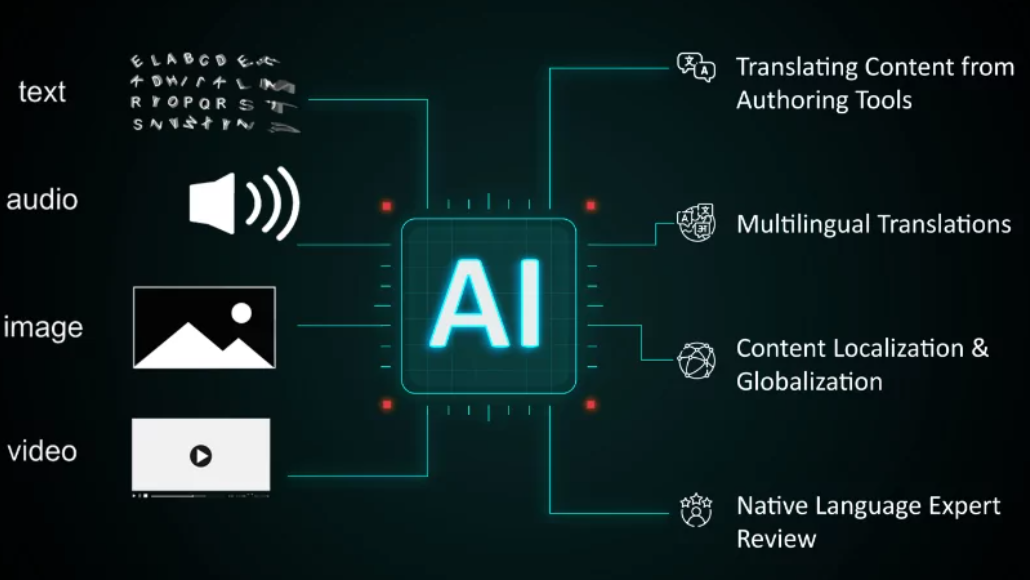 text
E L A B C D E
R Y O P Q R S
audio
image
video
AI
Translating Content from
Authoring Tools
Multilingual Translations
Content Localization &
Globalization
Native Language Expert
Review